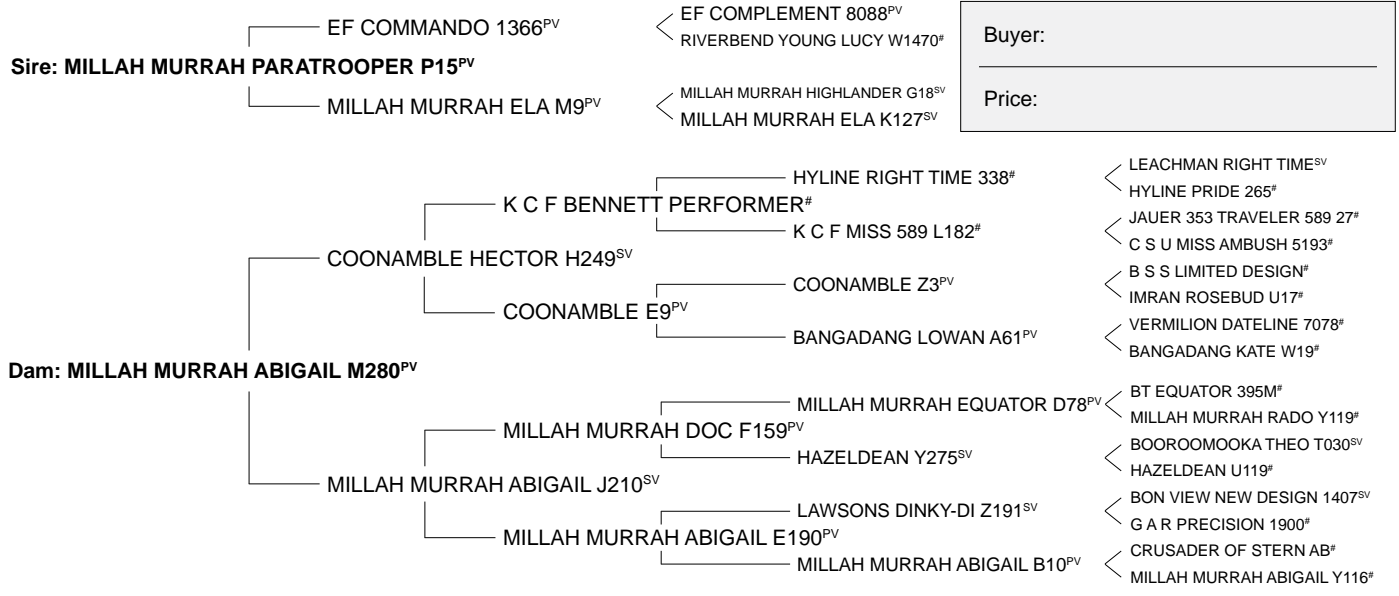 EF COMMANDO 1366PV
EF COMPLEMENT 8088PV
RIVERBEND YOUNG LUCY W1470#
Sire: MILLAH MURRAH PARATROOPER P15PV
MILLAH MURRAH ELA M9PV
MILLAH MURRAH HIGHLANDER G18SV
MILLAH MURRAH ELA K127SV
Buyer:
Price:
HYLINE RIGHT TIME 338#
LEACHMAN RIGHT TIMESV
HYLINE PRIDE 265#
K C F BENNETT PERFORMER#
K C F MISS 589 L182#
JAUER 353 TRAVELER 589 27#
C S U MISS AMBUSH 5193#
COONAMBLE HECTOR H249SV
COONAMBLE Z3PV
B S S LIMITED DESIGN#
IMRAN ROSEBUD U17#
COONAMBLE E9PV
BANGADANG LOWAN A61PV
VERMILION DATELINE 7078#
BANGADANG KATE W19#
Dam: MILLAH MURRAH ABIGAIL M280PV
MILLAH MURRAH EQUATOR D78PV
BT EQUATOR 395M#
MILLAH MURRAH RADO Y119#
MILLAH MURRAH DOC F159PV
HAZELDEAN Y275SV
BOOROOMOOKA THEO T030SV
HAZELDEAN U119#
MILLAH MURRAH ABIGAIL J210SV
LAWSONS DINKY-DI Z191SV
BON VIEW NEW DESIGN 1407SV
G A R PRECISION 1900#
MILLAH MURRAH ABIGAIL E190PV
MILLAH MURRAH ABIGAIL B10PV
CRUSADER OF STERN AB#
MILLAH MURRAH ABIGAIL Y116#